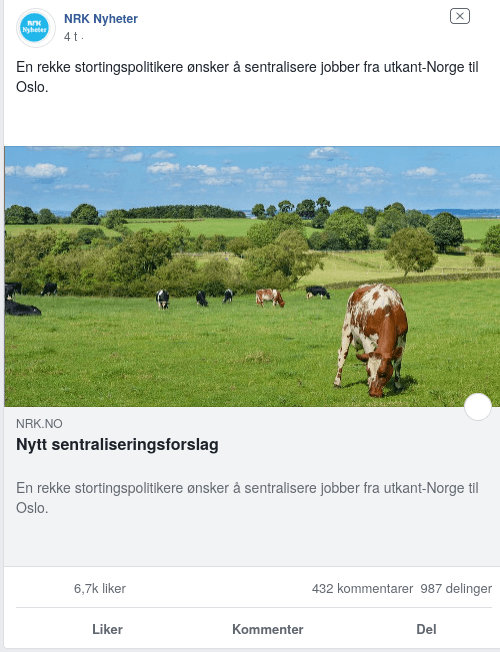 NRK
Nyheter
NRK Nyheter
4 t ·
En rekke stortingspolitikere ønsker å sentralisere jobber fra utkant-Norge til
Oslo.
NRK.NO
Nytt sentraliseringsforslag
En rekke stortingspolitikere ønsker å sentralisere jobber fra utkant-Norge til
Oslo.
6,7k liker 432 kommentarer 987 delinger
Liker Kommenter Del